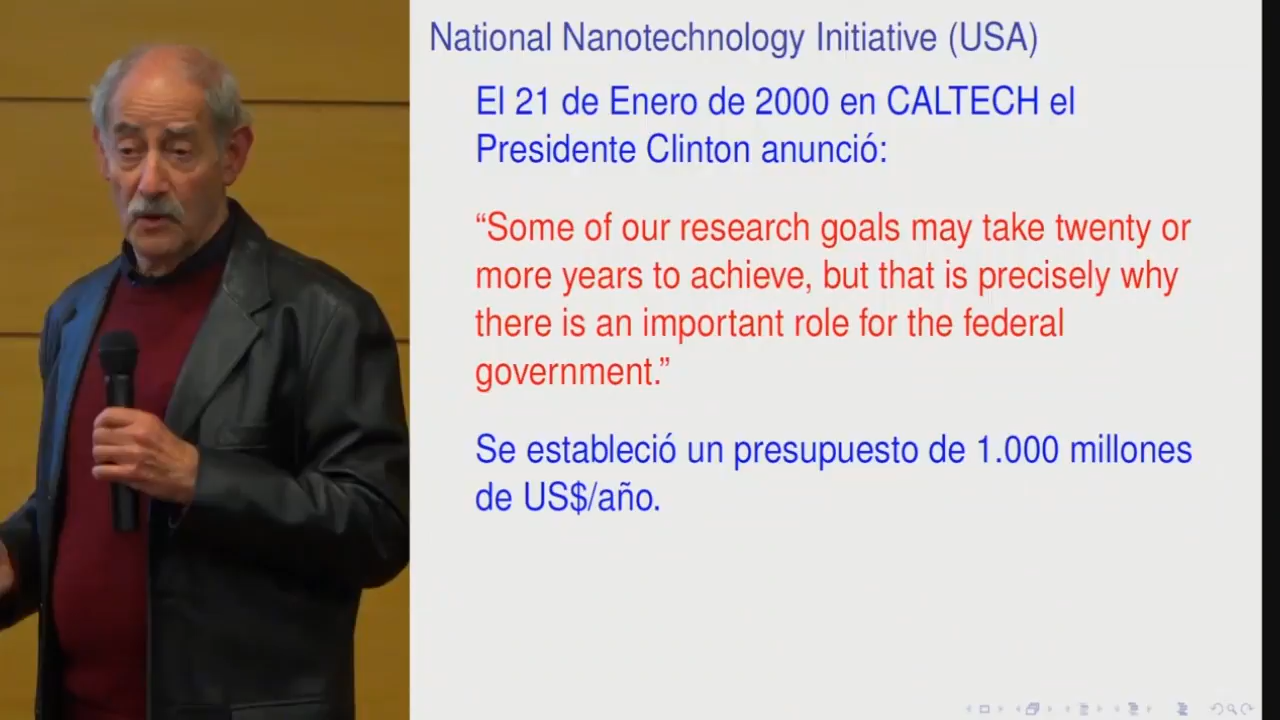 National Nanotechnology Initiative (USA)
El 21 de Enero de 2000 en CALTECH el
Presidente Clinton anunció:
“Some of our research goals may take twenty or
more years to achieve, but that is precisely why
there is an important role for the federal
government.”
Se estableció un presupuesto de 1.000 millones
de US$/año.